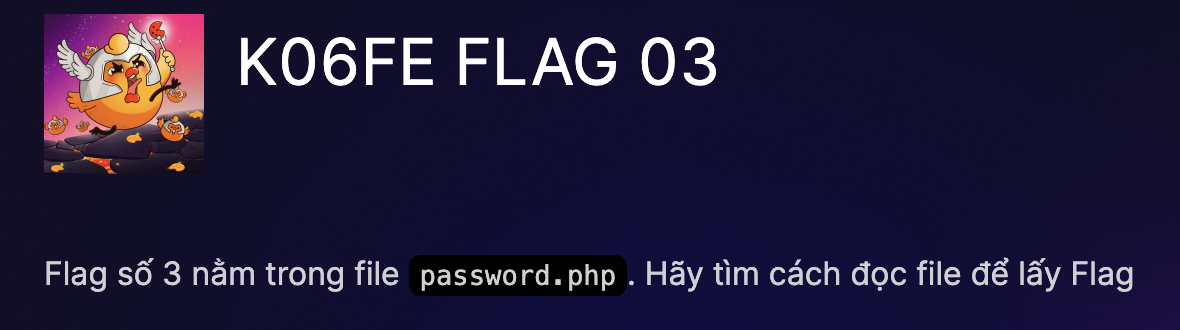 K06FE FLAG 03
Flag số 3 nằm trong file password.php. Hãy tìm cách đọc file để lấy Flag